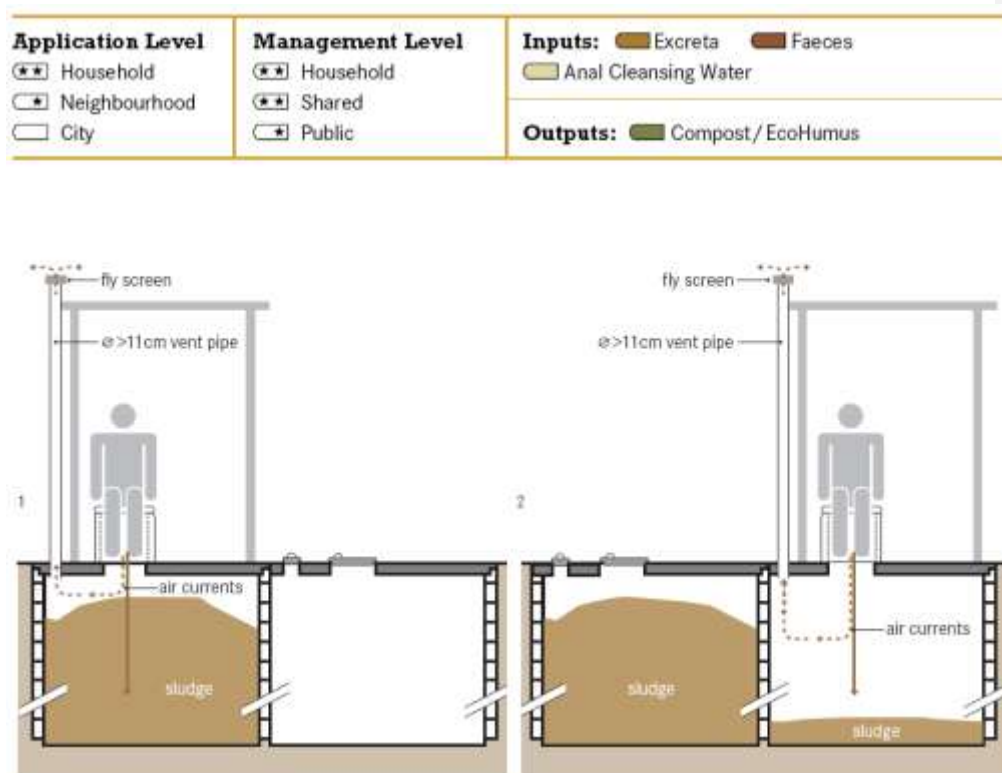 Application Level
Household
Neighbourhood
City
Management Level
Household
Shared
Public
Inputs: Excreta Faeces
Anal Cleansing Water
Outputs: Compost/EcoHumus
fly screen
⌀>11cm vent pipe
1
air currents
sludge
fly screen
⌀>11cm vent pipe
2
air currents
sludge
sludge